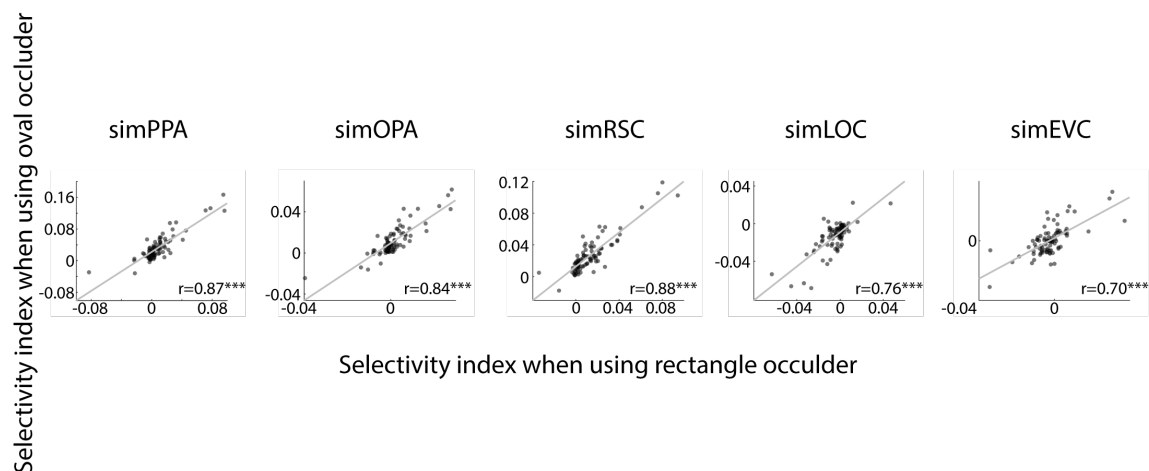 Selectivity index when using oval occluder
simPPA
simOPA
simRSC
simLOC
simEVC
0.16
0.08
0
-0.08
r=0.87***
-0.08 0 0.08
0.04
0
-0.04
r=0.84***
-0.04 0
0.12
0.08
0.04
0
r=0.88***
0 0.04 0.08
0.04
0
-0.04
r=0.76***
-0.04 0 0.04
0
-0.04
r=0.70***
0
Selectivity index when using rectangle occulder